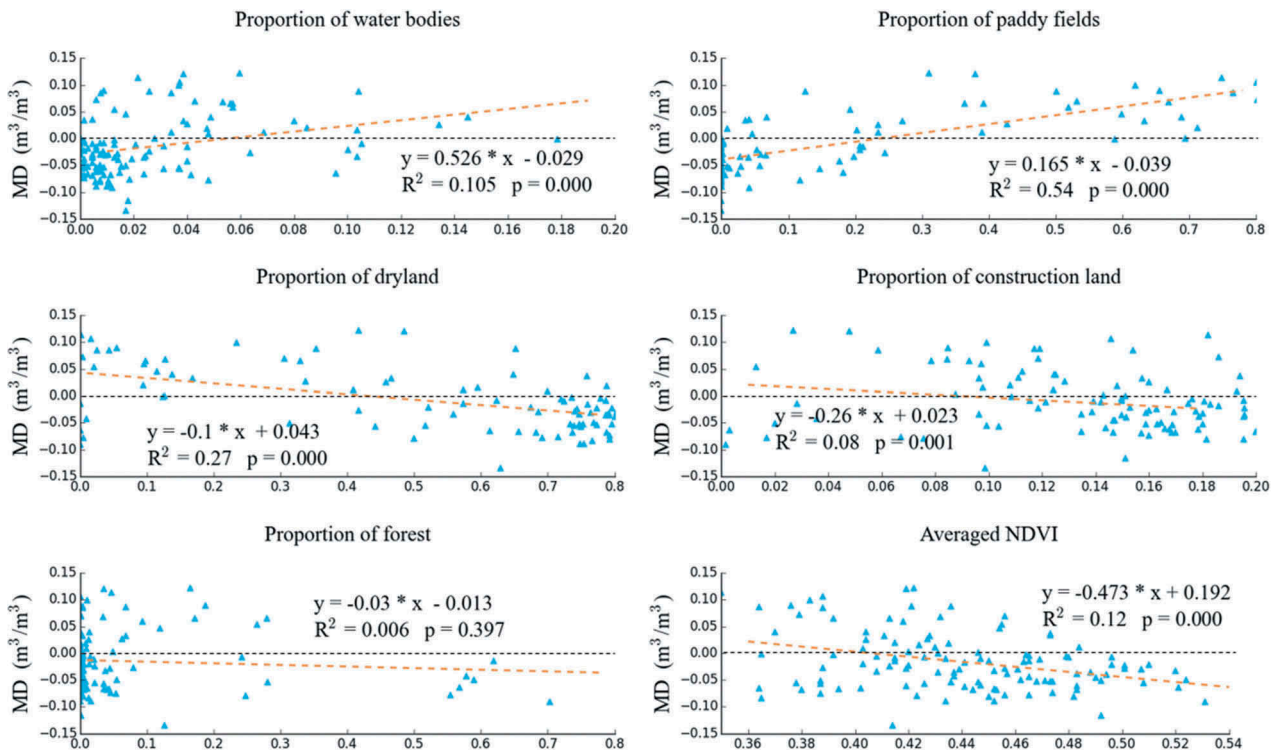 Proportion of water bodies
MD (m³/m³)
0.15
0.10
0.05
0.00
−0.05
−0.10
−0.15
y = 0.526 * x - 0.029
R² = 0.105 p = 0.000
0.00 0.02 0.04 0.06 0.08 0.10 0.12 0.14 0.16 0.18 0.20
Proportion of paddy fields
MD (m³/m³)
0.15
0.10
0.05
0.00
−0.05
−0.10
−0.15
y = 0.165 * x - 0.039
R² = 0.54 p = 0.000
0.0 0.1 0.2 0.3 0.4 0.5 0.6 0.7 0.8
Proportion of dryland
MD (m³/m³)
0.15
0.10
0.05
0.00
−0.05
−0.10
−0.15
y = -0.1 * x + 0.043
R² = 0.27 p = 0.000
0.0 0.1 0.2 0.3 0.4 0.5 0.6 0.7 0.8
Proportion of construction land
MD (m³/m³)
0.15
0.10
0.05
0.00
−0.05
−0.10
−0.15
y = -0.26 * x + 0.023
R² = 0.08 p = 0.001
0.00 0.02 0.04 0.06 0.08 0.10 0.12 0.14 0.16 0.18 0.20
Proportion of forest
MD (m³/m³)
0.15
0.10
0.05
0.00
−0.05
−0.10
−0.15
y = -0.03 * x - 0.013
R² = 0.006 p = 0.397
0.0 0.1 0.2 0.3 0.4 0.5 0.6 0.7 0.8
Averaged NDVI
MD (m³/m³)
0.15
0.10
0.05
0.00
−0.05
−0.10
−0.15
y = -0.473 * x + 0.192
R² = 0.12 p = 0.000
0.36 0.38 0.40 0.42 0.44 0.46 0.48 0.50 0.52 0.54